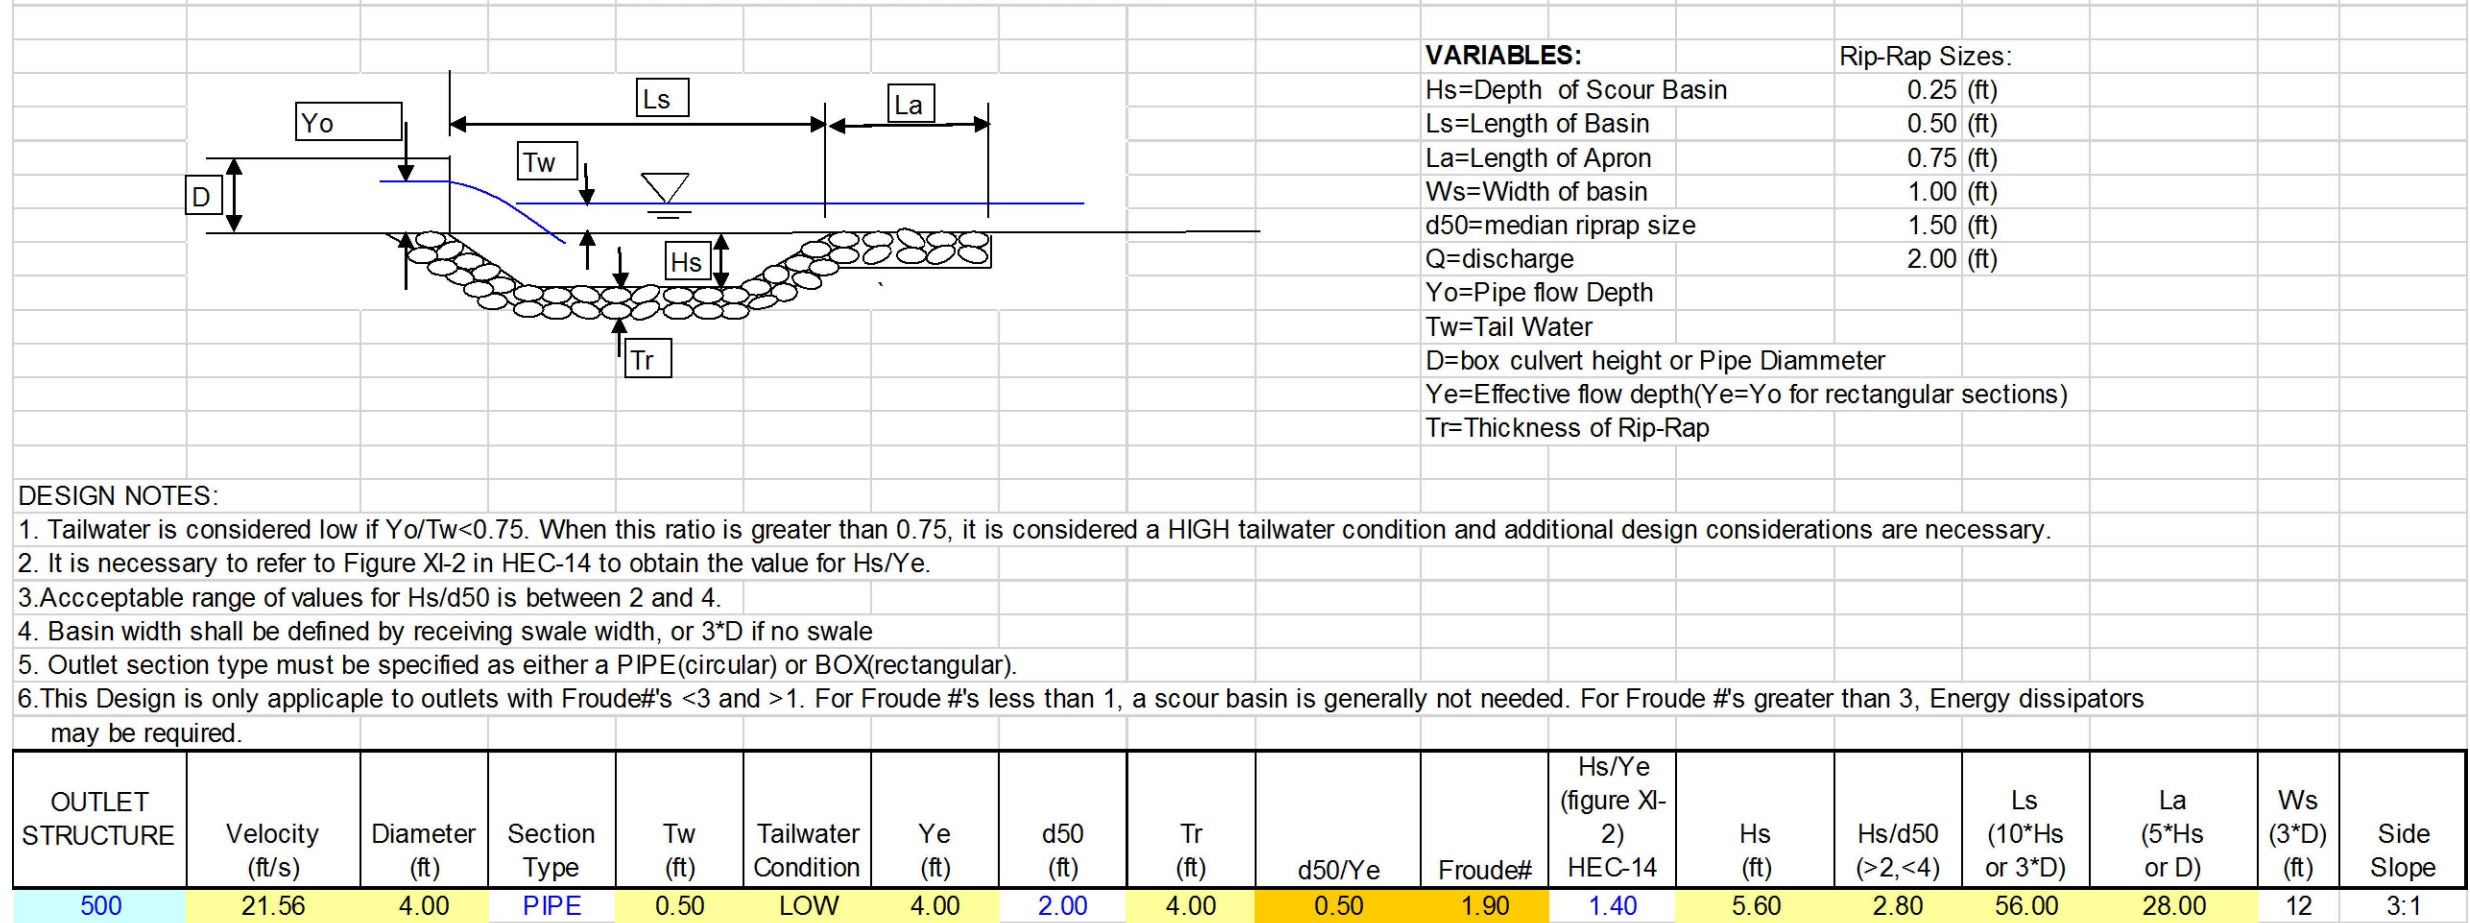 VARIABLES:
Rip-Rap Sizes:
Hs=Depth of Scour Basin
0.25 (ft)
Ls=Length of Basin
0.50 (ft)
La=Length of Apron
0.75 (ft)
Ws=Width of basin
1.00 (ft)
d50=median riprap size
1.50 (ft)
Q=discharge
2.00 (ft)
Yo=Pipe flow Depth
Tw=Tail Water
D=box culvert height or Pipe Diammeter
Ye=Effective flow depth(Ye=Yo for rectangular sections)
Tr=Thickness of Rip-Rap
Ls
La
Yo
Tw
D
Hs
Tr
DESIGN NOTES:
1. Tailwater is considered low if Yo/Tw<0.75. When this ratio is greater than 0.75, it is considered a HIGH tailwater condition and additional design considerations are necessary.
2. It is necessary to refer to Figure XI-2 in HEC-14 to obtain the value for Hs/Ye.
3.Accceptable range of values for Hs/d50 is between 2 and 4.
4. Basin width shall be defined by receiving swale width, or 3*D if no swale
5. Outlet section type must be specified as either a PIPE(circular) or BOX(rectangular).
6.This Design is only applicaple to outlets with Froude#'s <3 and >1. For Froude #'s less than 1, a scour basin is generally not needed. For Froude #'s greater than 3, Energy dissipators
may be required.
OUTLET
STRUCTURE
Velocity
(ft/s)
Diameter
(ft)
Section
Type
Tw
(ft)
Tailwater
Condition
Ye
(ft)
d50
(ft)
Tr
(ft)
d50/Ye
Froude#
Hs/Ye
(figure XI-
2)
HEC-14
Hs
(ft)
Hs/d50
(>2,<4)
Ls
(10*Hs
or 3*D)
La
(5*Hs
or D)
Ws
(3*D)
(ft)
Side
Slope
500 21.56 4.00 PIPE 0.50 LOW 4.00 2.00 4.00 0.50 1.90 1.40 5.60 2.80 56.00 28.00 12 3:1